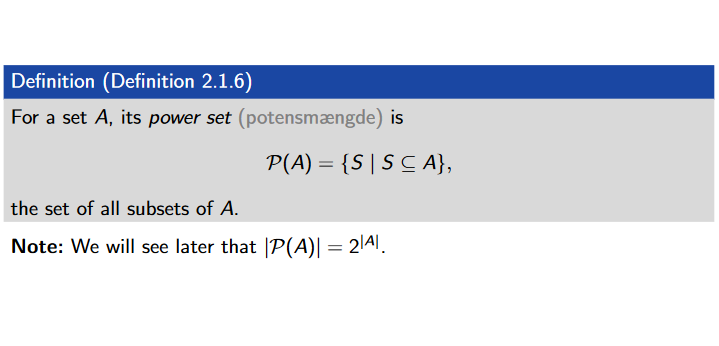 Definition (Definition 2.1.6)
For a set A, its power set (potensmængde) is
𝒫(A) = {S | S ⊆ A},
the set of all subsets of A.
Note: We will see later that |𝒫(A)| = 2^|A|.